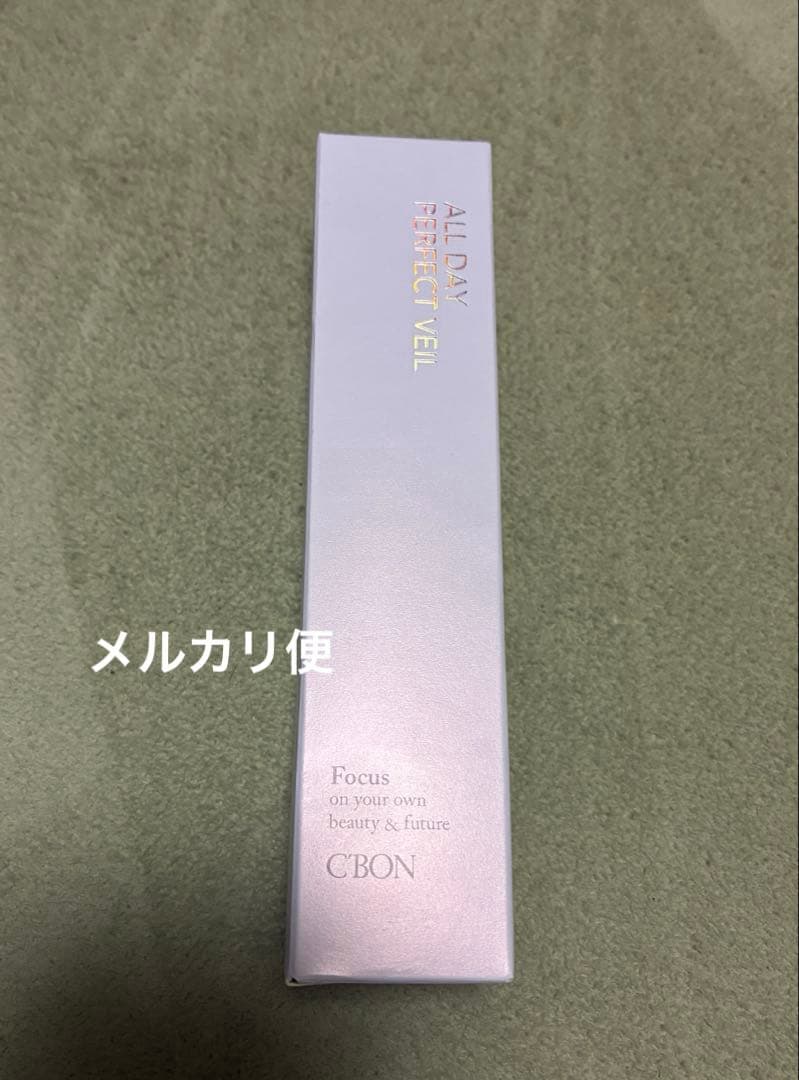 ALL DAY
PERFECT VEIL
メルカリ便
Focus
on your own
beauty & future
C'BON